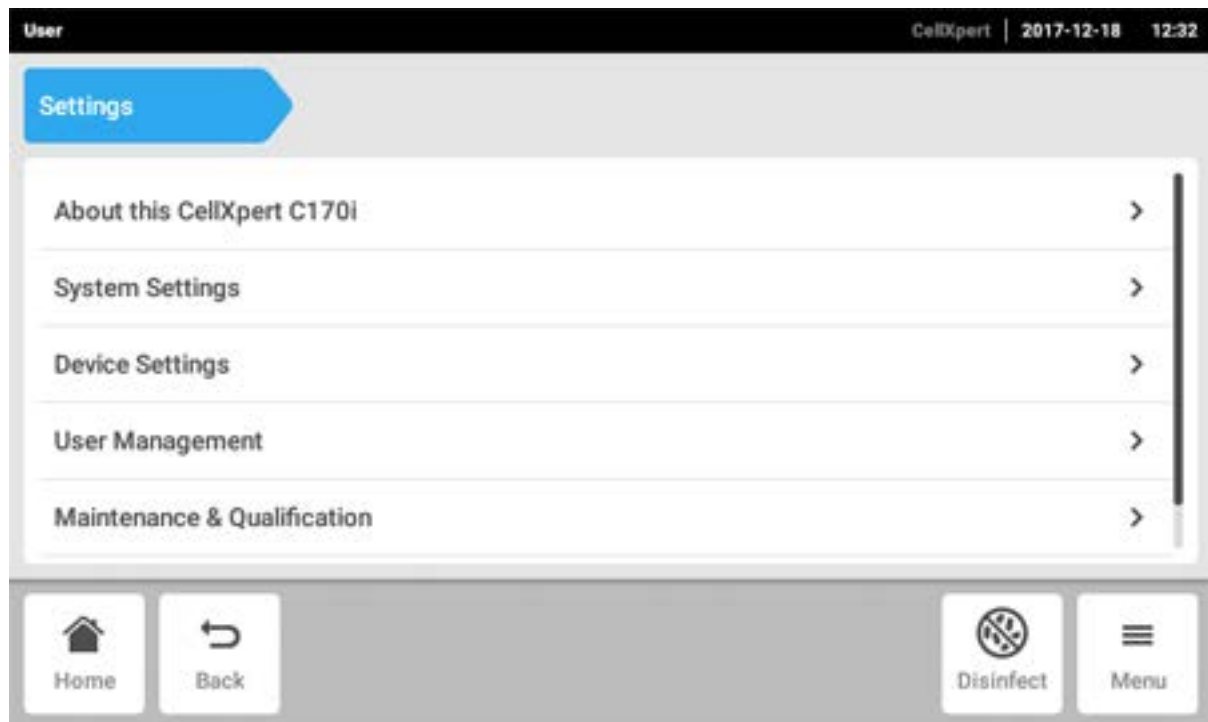 User CellXpert | 2017-12-18 12:32
Settings
About this CellXpert C170i
System Settings
Device Settings
User Management
Maintenance & Qualification
Home Back Disinfect Menu